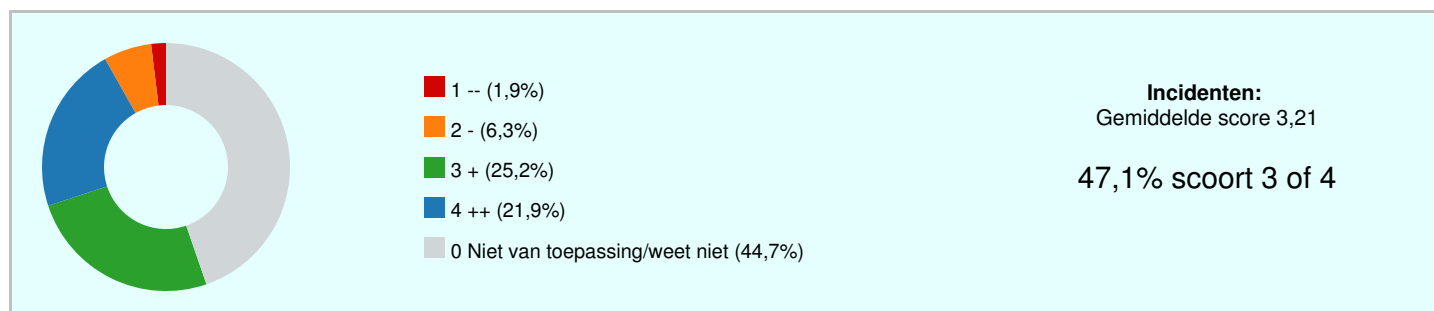 1 -- (1,9%)
2 - (6,3%)
3 + (25,2%)
4 ++ (21,9%)
0 Niet van toepassing/weet niet (44,7%)
Incidenten:
Gemiddelde score 3,21
47,1% scoort 3 of 4